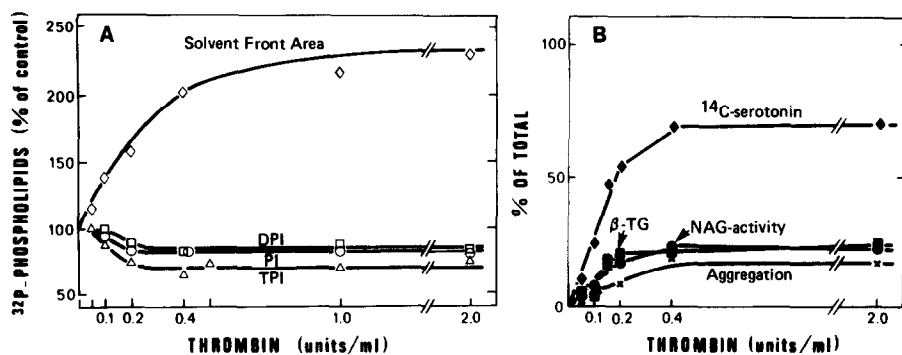 A
Solvent Front Area
32p_PHOSPHOLIPIDS (% of control)
250
200
150
100
50
DPI
PI
TPI
0.1 0.2 0.4 1.0 2.0
THROMBIN (units/ml)
B
14C-serotonin
% OF TOTAL
100
50
0
β-TG
NAG-activity
Aggregation
0.1 0.2 0.4 2.0
THROMBIN (units/ml)